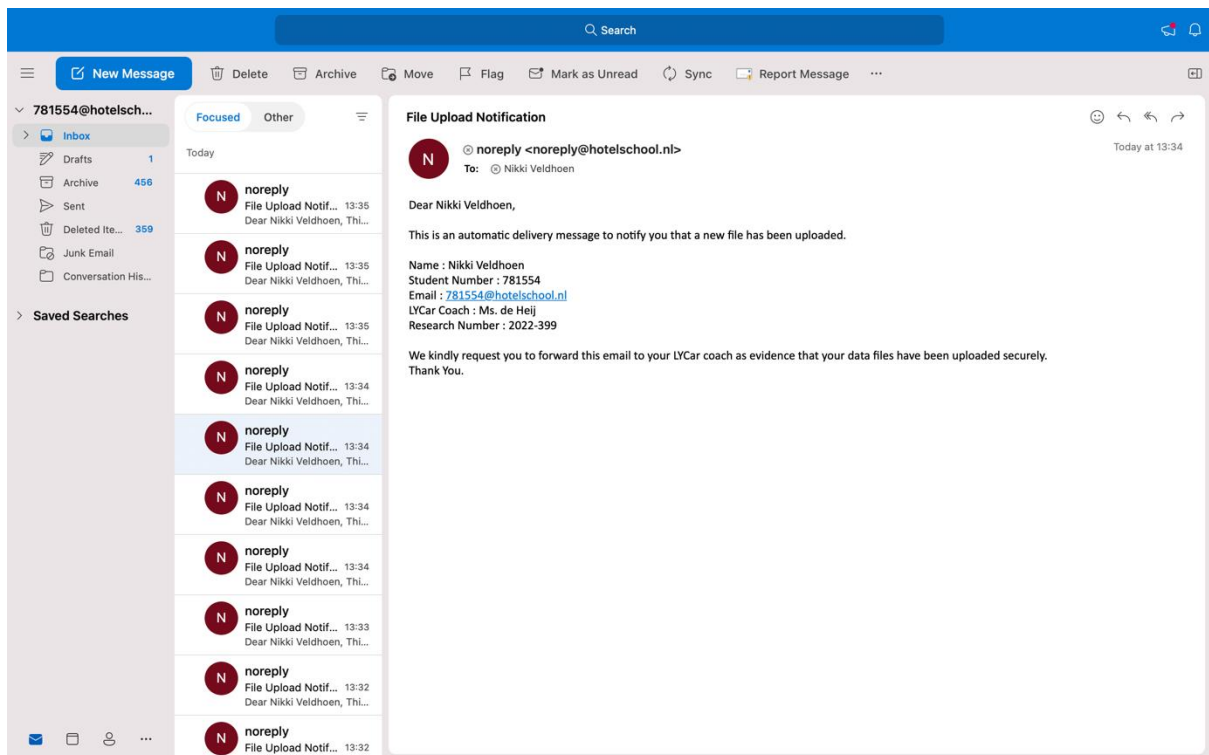 Search
New Message
Delete
Archive
Move
Flag
Mark as Unread
Sync
Report Message
...
781554@hotelsch...
Inbox
Drafts 1
Archive 456
Sent
Deleted Ite... 359
Junk Email
Conversation His...
Saved Searches
Focused Other
Today
N
noreply
File Upload Notif... 13:35
Dear Nikki Veldhoen, Thi...
N
noreply
File Upload Notif... 13:35
Dear Nikki Veldhoen, Thi...
N
noreply
File Upload Notif... 13:35
Dear Nikki Veldhoen, Thi...
N
noreply
File Upload Notif... 13:34
Dear Nikki Veldhoen, Thi...
N
noreply
File Upload Notif... 13:34
Dear Nikki Veldhoen, Thi...
N
noreply
File Upload Notif... 13:34
Dear Nikki Veldhoen, Thi...
N
noreply
File Upload Notif... 13:34
Dear Nikki Veldhoen, Thi...
N
noreply
File Upload Notif... 13:33
Dear Nikki Veldhoen, Thi...
N
noreply
File Upload Notif... 13:32
Dear Nikki Veldhoen, Thi...
N
noreply
File Upload Notif... 13:32
File Upload Notification
N
noreply <noreply@hotelschool.nl>
Today at 13:34
To: Nikki Veldhoen
Dear Nikki Veldhoen,
This is an automatic delivery message to notify you that a new file has been uploaded.
Name : Nikki Veldhoen
Student Number : 781554
Email : 781554@hotelschool.nl
LYCar Coach : Ms. de Heij
Research Number : 2022-399
We kindly request you to forward this email to your LYCar coach as evidence that your data files have been uploaded securely.
Thank You.